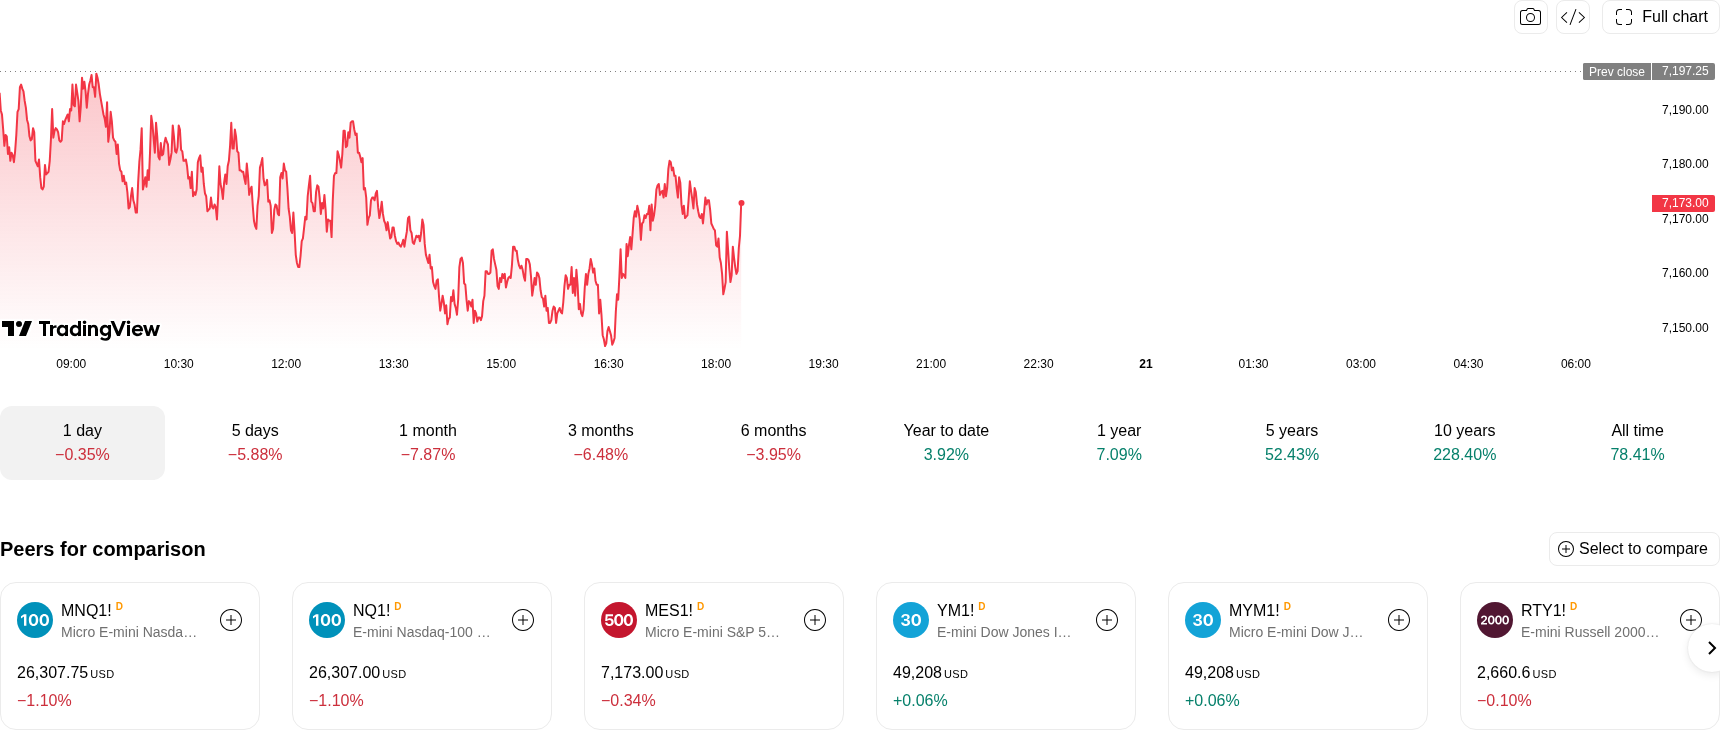 Full chart
Prev close 7,197.25
7,190.00
7,180.00
7,173.00
7,170.00
7,160.00
7,150.00
TradingView
09:00 10:30 12:00 13:30 15:00 16:30 18:00 19:30 21:00 22:30 21 01:30 03:00 04:30 06:00
1 day 5 days 1 month 3 months 6 months Year to date 1 year 5 years 10 years All time
−0.35% −5.88% −7.87% −6.48% −3.95% 3.92% 7.09% 52.43% 228.40% 78.41%
Peers for comparison
Select to compare
100 MNQ1! D
Micro E-mini Nasda…
26,307.75 USD
−1.10%
100 NQ1! D
E-mini Nasdaq-100 …
26,307.00 USD
−1.10%
500 MES1! D
Micro E-mini S&P 5…
7,173.00 USD
−0.34%
30 YM1! D
E-mini Dow Jones I…
49,208 USD
+0.06%
30 MYM1! D
Micro E-mini Dow J…
49,208 USD
+0.06%
2000 RTY1! D
E-mini Russell 2000…
2,660.6 USD
−0.10%